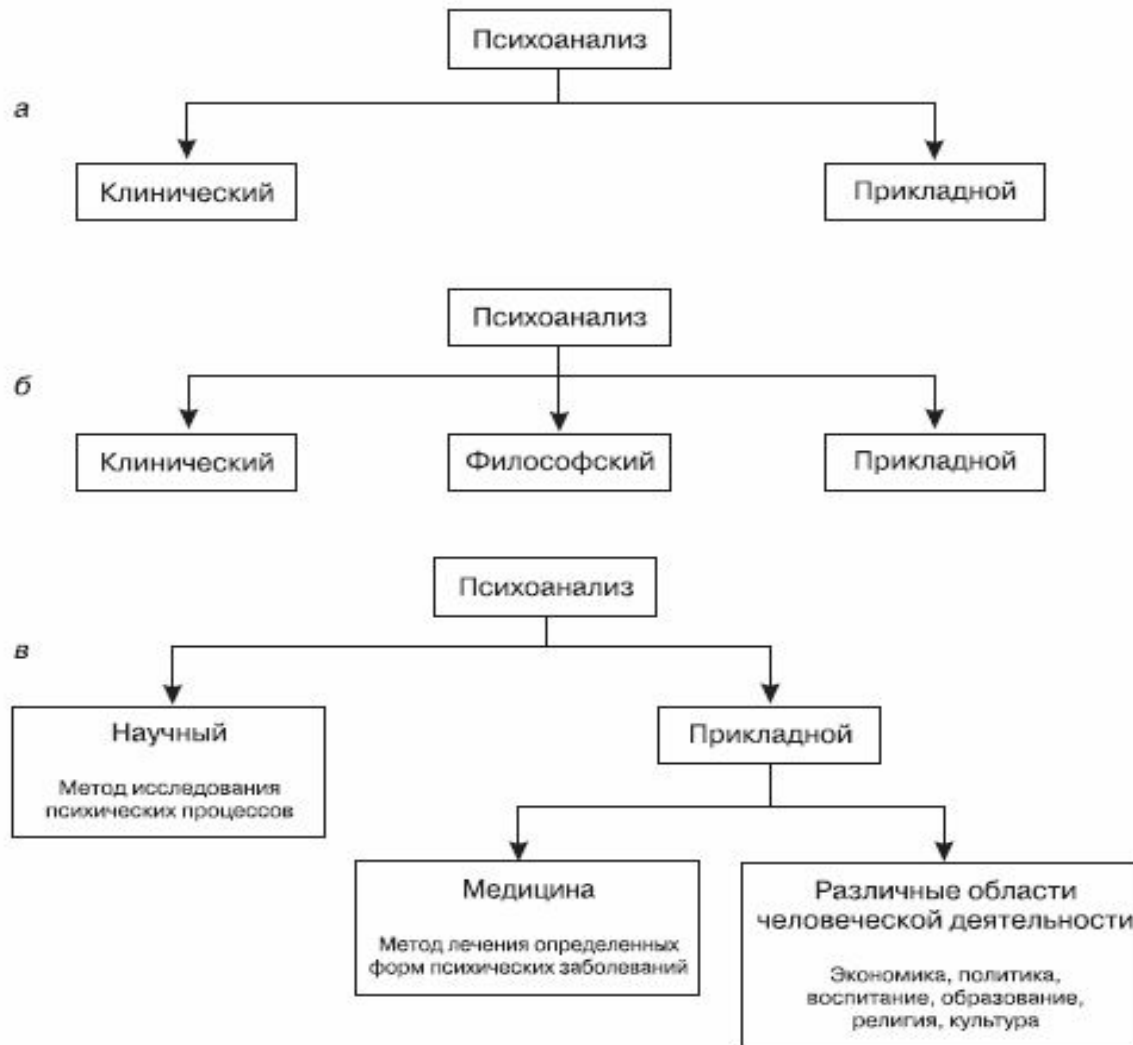 Психоанализ
а
Клинический
Прикладной
Психоанализ
б
Клинический
Философский
Прикладной
Психоанализ
в
Научный
Метод исследования
психических процессов
Прикладной
Медицина
Метод лечения определенных
форм психических заболеваний
Различные области
человеческой деятельности
Экономика, политика,
воспитание, образование,
религия, культура